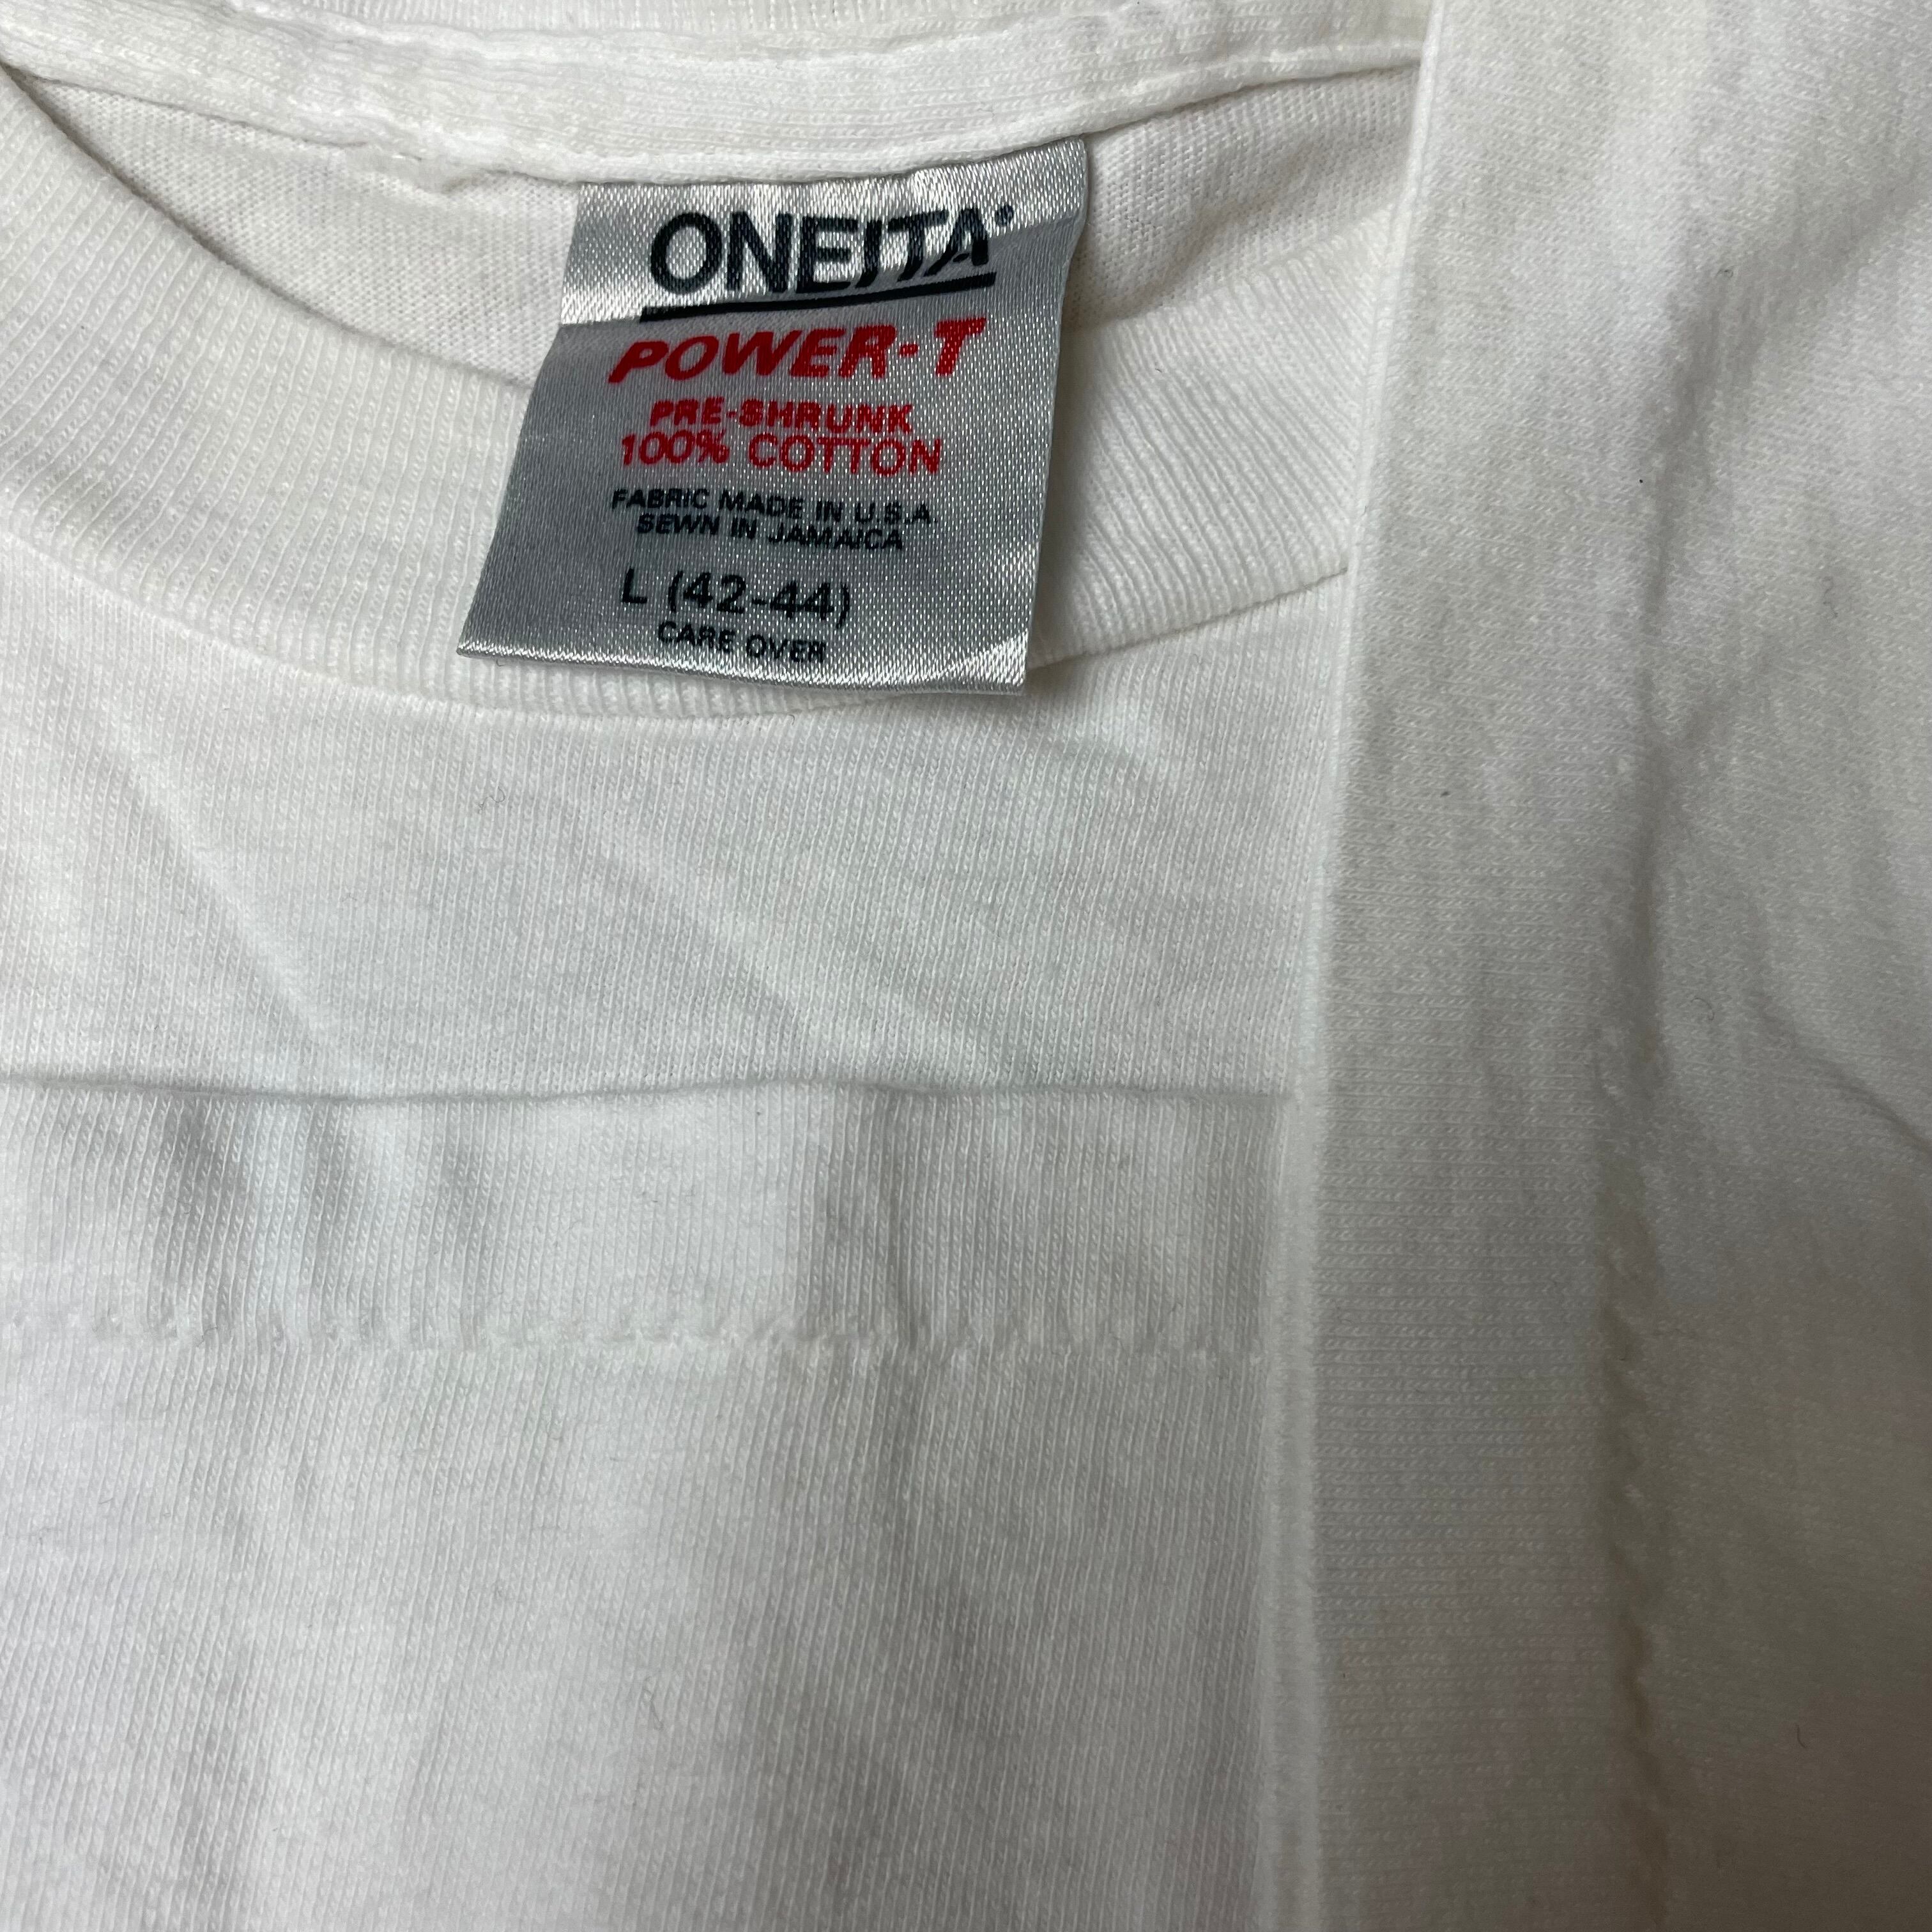 ONEITA®
POWER-T
PRE-SHRUNK
100% COTTON
FABRIC MADE IN U.S.A.
SEWN IN JAMAICA
L (42-44)
CARE OVER